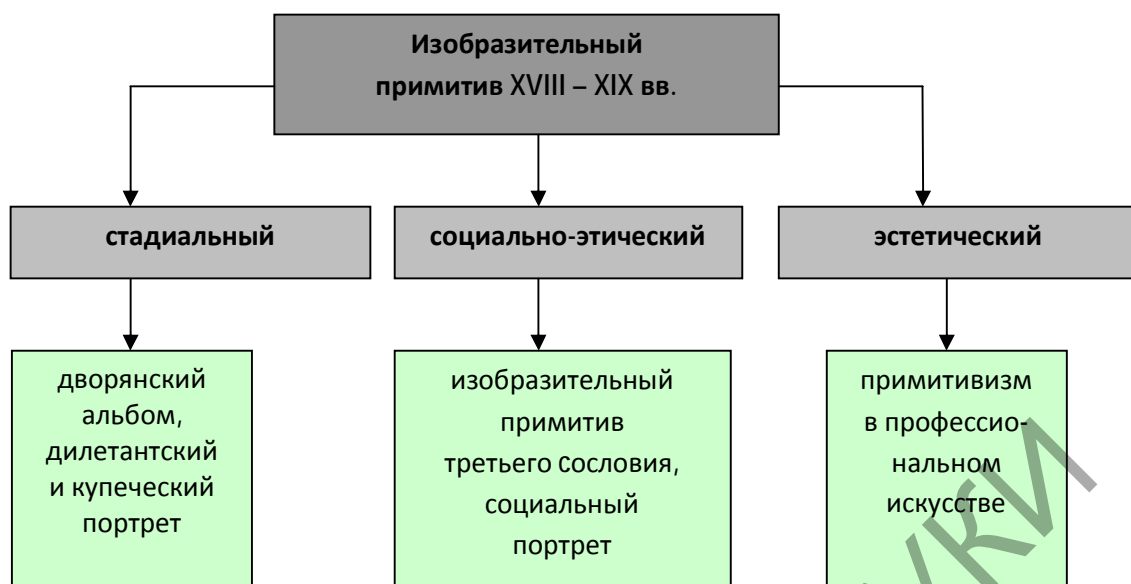 Изобразительный
примитив XVIII – XIX вв.
стадиальный
социально-этический
эстетический
дворянский
альбом,
дилетантский
и купеческий
портрет
изобразительный
примитив
третьего сословия,
социальный
портрет
примитивизм
в профессио-
нальном
искусстве
УКИ